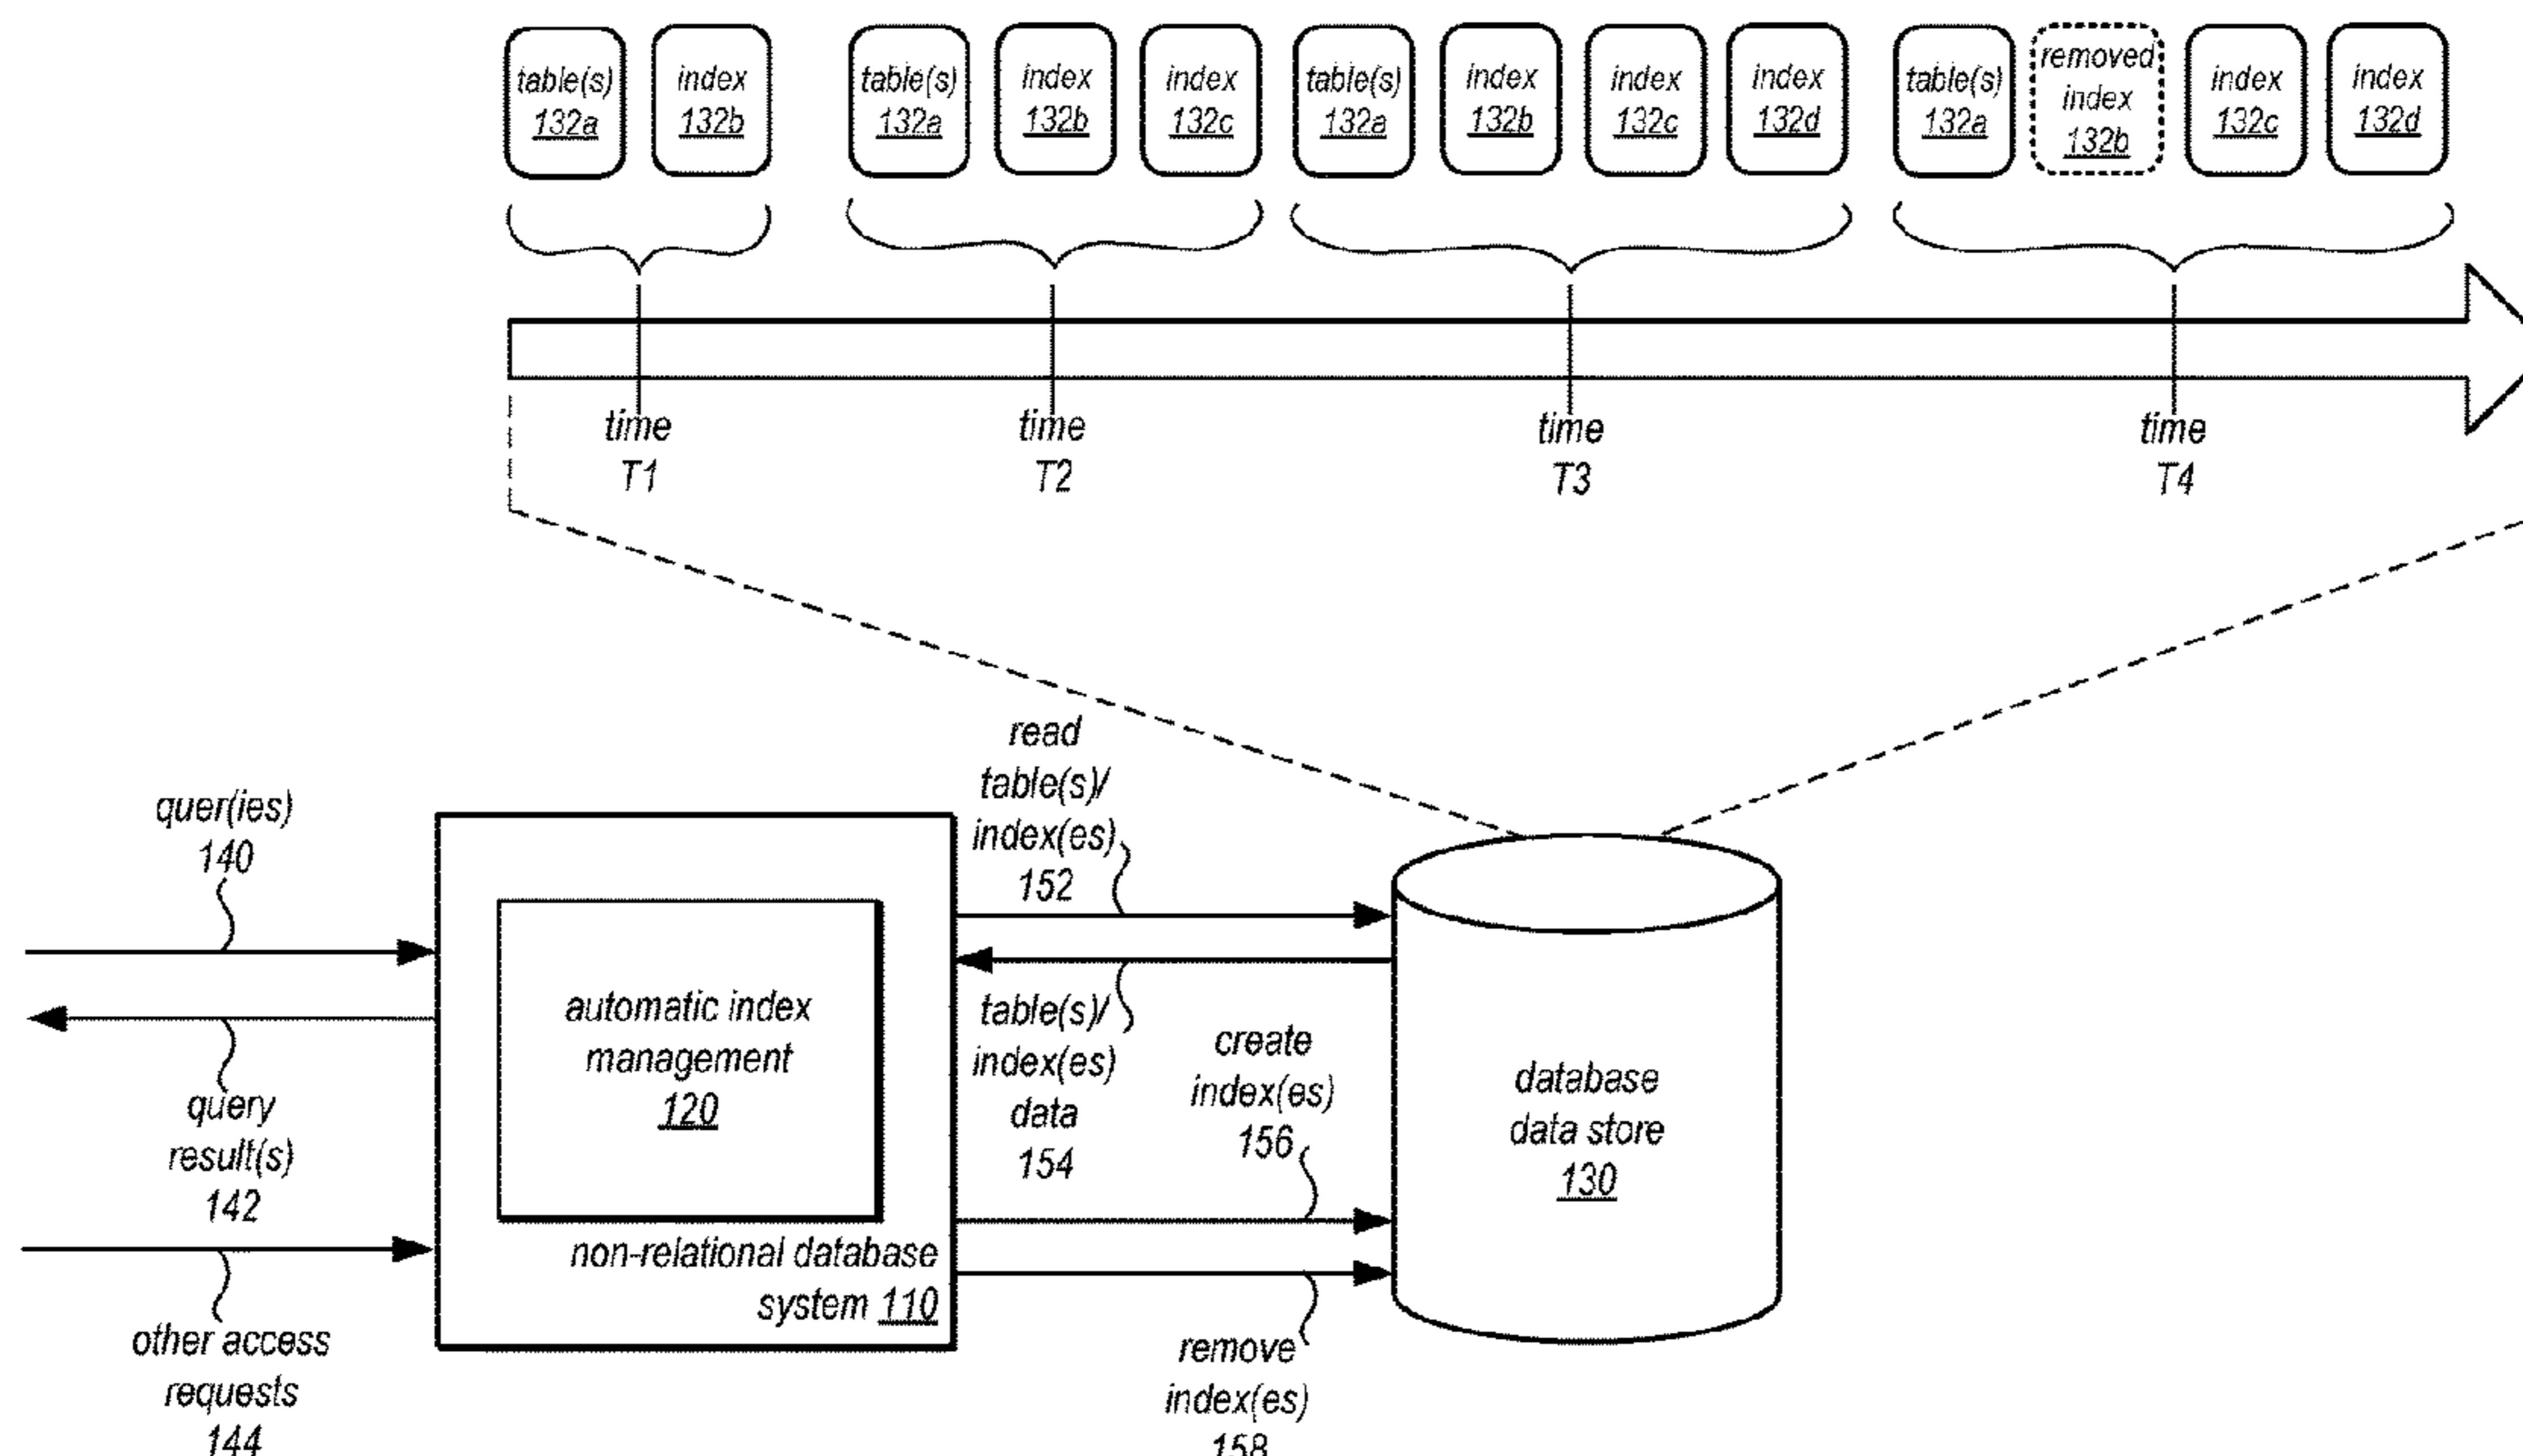 table(s)
132a
index
132b
table(s)
132a
index
132b
index
132c
table(s)
132a
index
132b
index
132c
index
132d
table(s)
132a
removed
index
132b
index
132c
index
132d
time
T1
time
T2
time
T3
time
T4
quer(ies)
140
query
result(s)
142
other access
requests
144
automatic index
management
120
non-relational database
system 110
read
table(s)/
index(es)
152
table(s)/
index(es)
data
154
create
index(es)
156
remove
index(es)
158
database
data store
130